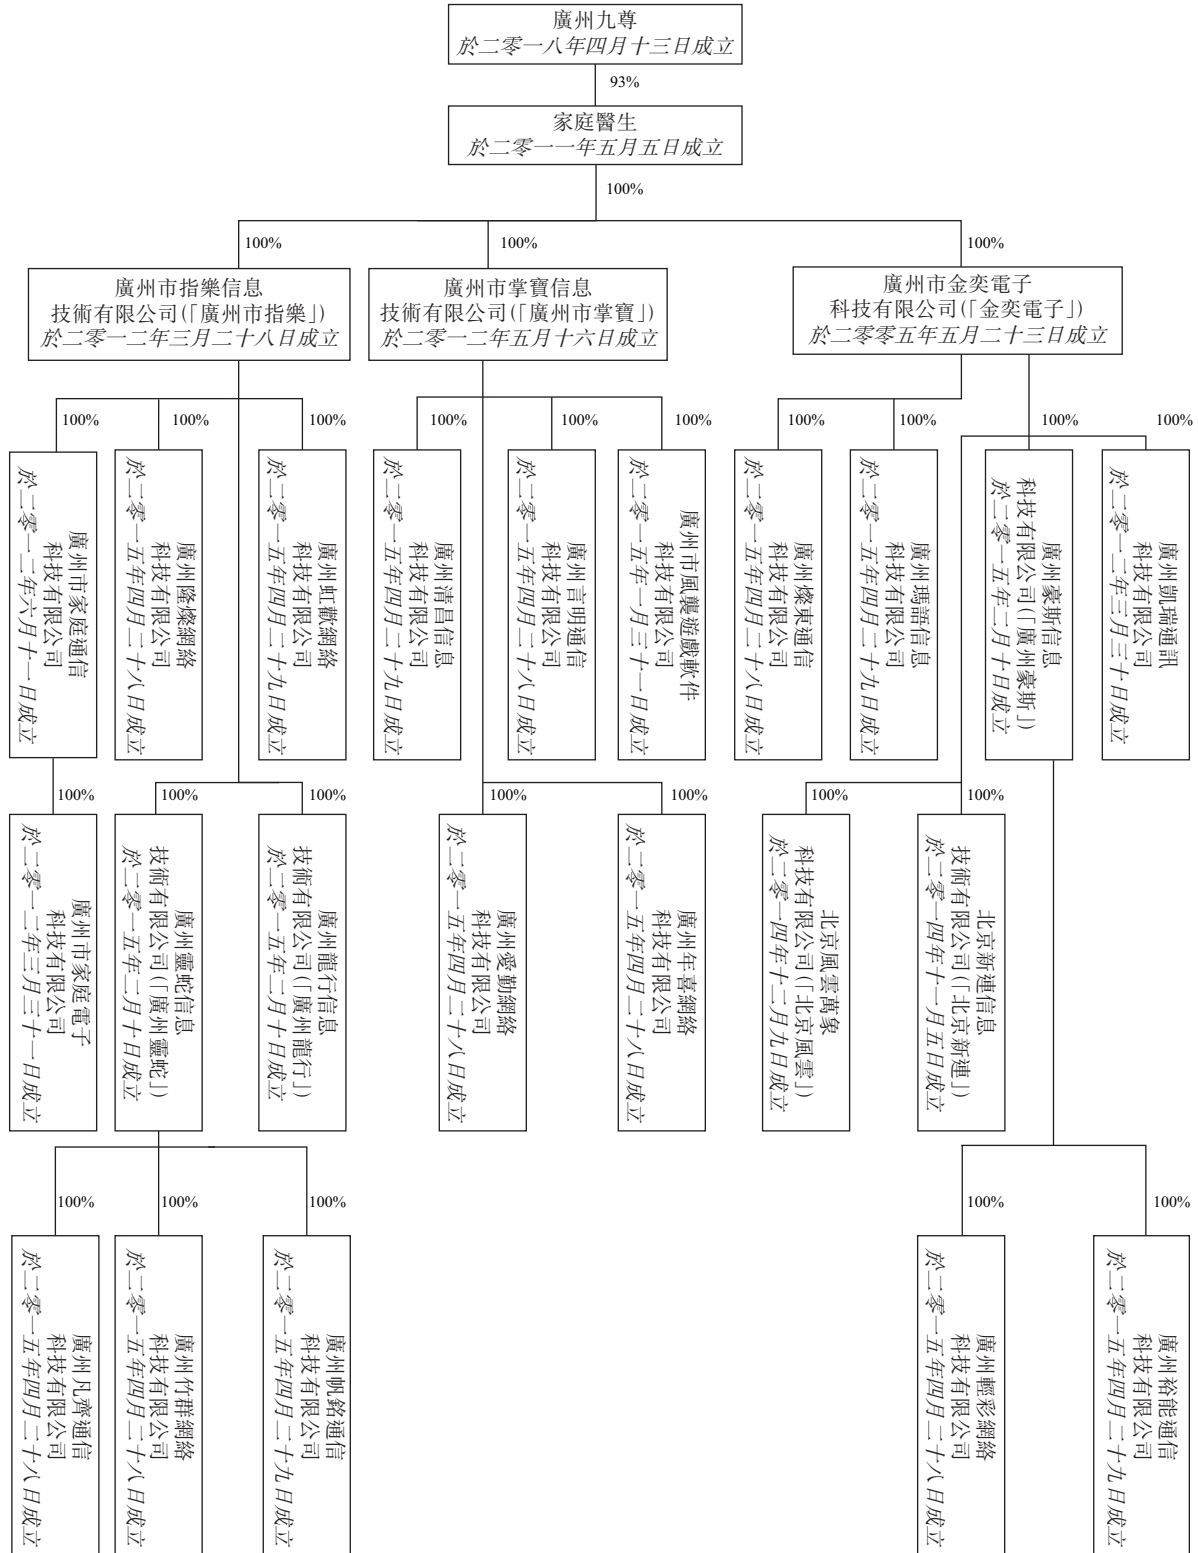 廣州九尊
於二零一八年四月十三日成立
93%
家庭醫生
於二零一一年五月五日成立
100%
100%
100%
100%
廣州市指樂信息
技術有限公司(「廣州市指樂」)
於二零一二年三月二十八日成立
廣州市掌寶信息
技術有限公司(「廣州市掌寶」)
於二零一二年五月十六日成立
廣州市金奕電子
科技有限公司(「金奕電子」)
於二零零五年五月二十三日成立
100%
100%
100%
100%
100%
100%
100%
100%
100%
100%
廣州市家庭通信
科技有限公司
於二零一二年六月十一日成立
廣州隆燦網絡
科技有限公司
於二零一五年四月二十八日成立
廣州虹歡網絡
科技有限公司
於二零一五年四月二十九日成立
廣州清昌信息
科技有限公司
於二零一五年四月二十九日成立
廣州言明通信
科技有限公司
於二零一五年四月二十八日成立
廣州市風襲遊戲軟件
科技有限公司
於二零一五年一月三十一日成立
廣州燦東通信
科技有限公司
於二零一五年四月二十八日成立
廣州瑪語信息
科技有限公司
於二零一五年四月二十九日成立
廣州豪斯信息
科技有限公司(「廣州豪斯」)
於二零一五年二月十日成立
廣州凱瑞通訊
科技有限公司
於二零一二年三月三十日成立
100%
100%
100%
100%
100%
100%
100%
廣州市家庭電子
科技有限公司
於二零一二年三月三十一日成立
廣州靈蛇信息
技術有限公司(「廣州靈蛇」)
於二零一五年二月十日成立
廣州龍行信息
技術有限公司(「廣州龍行」)
於二零一五年二月十日成立
廣州愛勤網絡
科技有限公司
於二零一五年四月二十八日成立
廣州年喜網絡
科技有限公司
於二零一五年四月二十八日成立
北京風雲萬象
科技有限公司(「北京風雲」)
於二零一四年十二月九日成立
北京新連信息
技術有限公司(「北京新連」)
於二零一四年十一月五日成立
100%
100%
100%
100%
100%
廣州凡齊通信
科技有限公司
於二零一五年四月二十八日成立
廣州竹群網絡
科技有限公司
於二零一五年四月二十八日成立
廣州帆銘通信
科技有限公司
於二零一五年四月二十九日成立
廣州輕彩網絡
科技有限公司
於二零一五年四月二十八日成立
廣州裕能通信
科技有限公司
於二零一五年四月二十九日成立